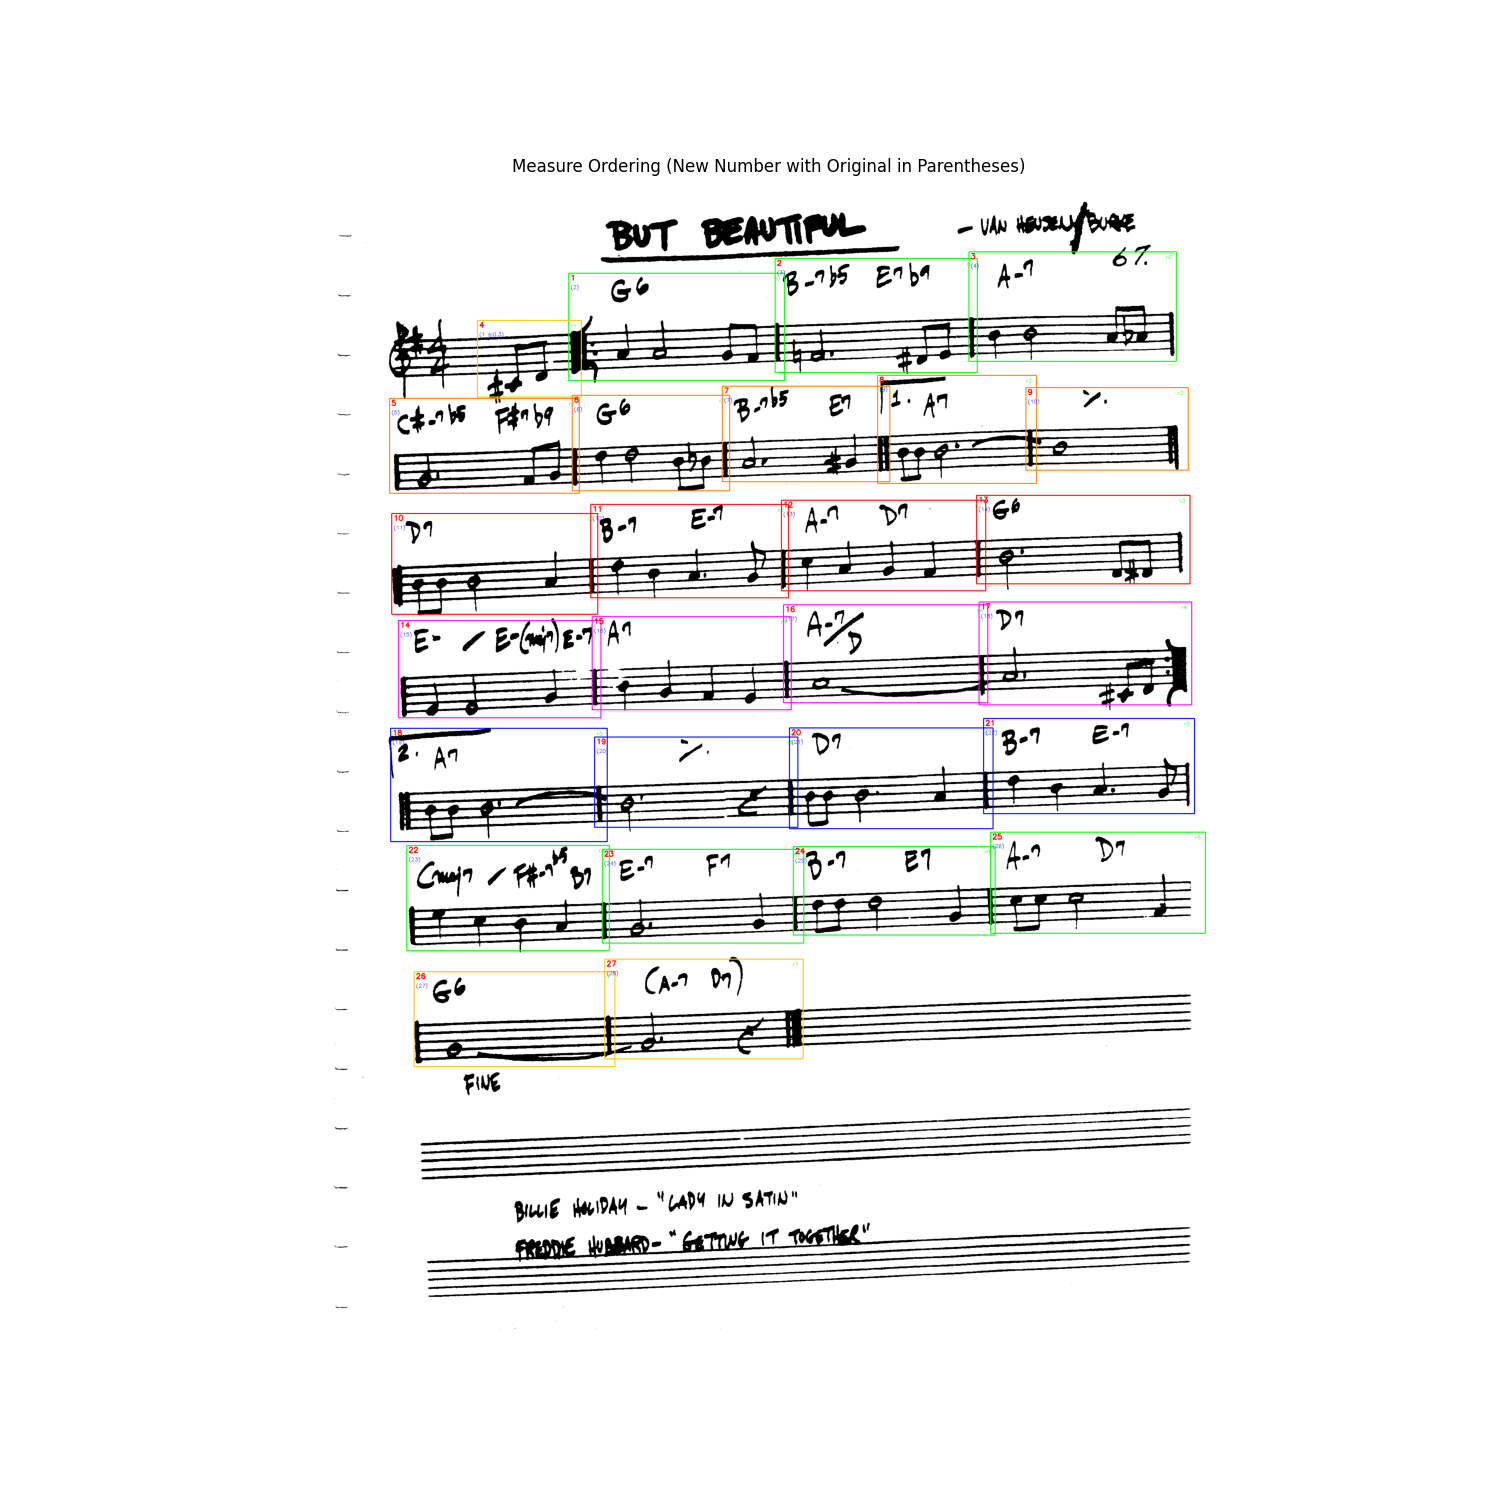 Measure Ordering (New Number with Original in Parentheses)
BUT BEAUTIFUL
- VAN HEUSEN/BURKE
67.
1 (2) G6 2 (3) B-7b5 E7b9 3 (4) A-7
4
5 (5) C#-7b5 F#7b9 6 (6) G6 7 (7) B-7b5 E7 8 1. A7 9 (10) ٪
10 (11) D7 11 B-7 E-7 12 (13) A-7 D7 13 (14) G6
14 (15) E- / E-(maj7) E-7 15 A7 16 A-7/D 17 (18) D7
18 2. A7 19 (20) ٪ 20 (21) D7 21 (22) B-7 E-7
22 (23) Cmaj7 / F#-7b5 B7 23 (24) E-7 F7 24 (25) B-7 E7 25 (26) A-7 D7
26 (27) G6 27 (28) (A-7 D7)
FINE
BILLIE HOLIDAY - "LADY IN SATIN"
FREDDIE HUBBARD- "GETTING IT TOGETHER"